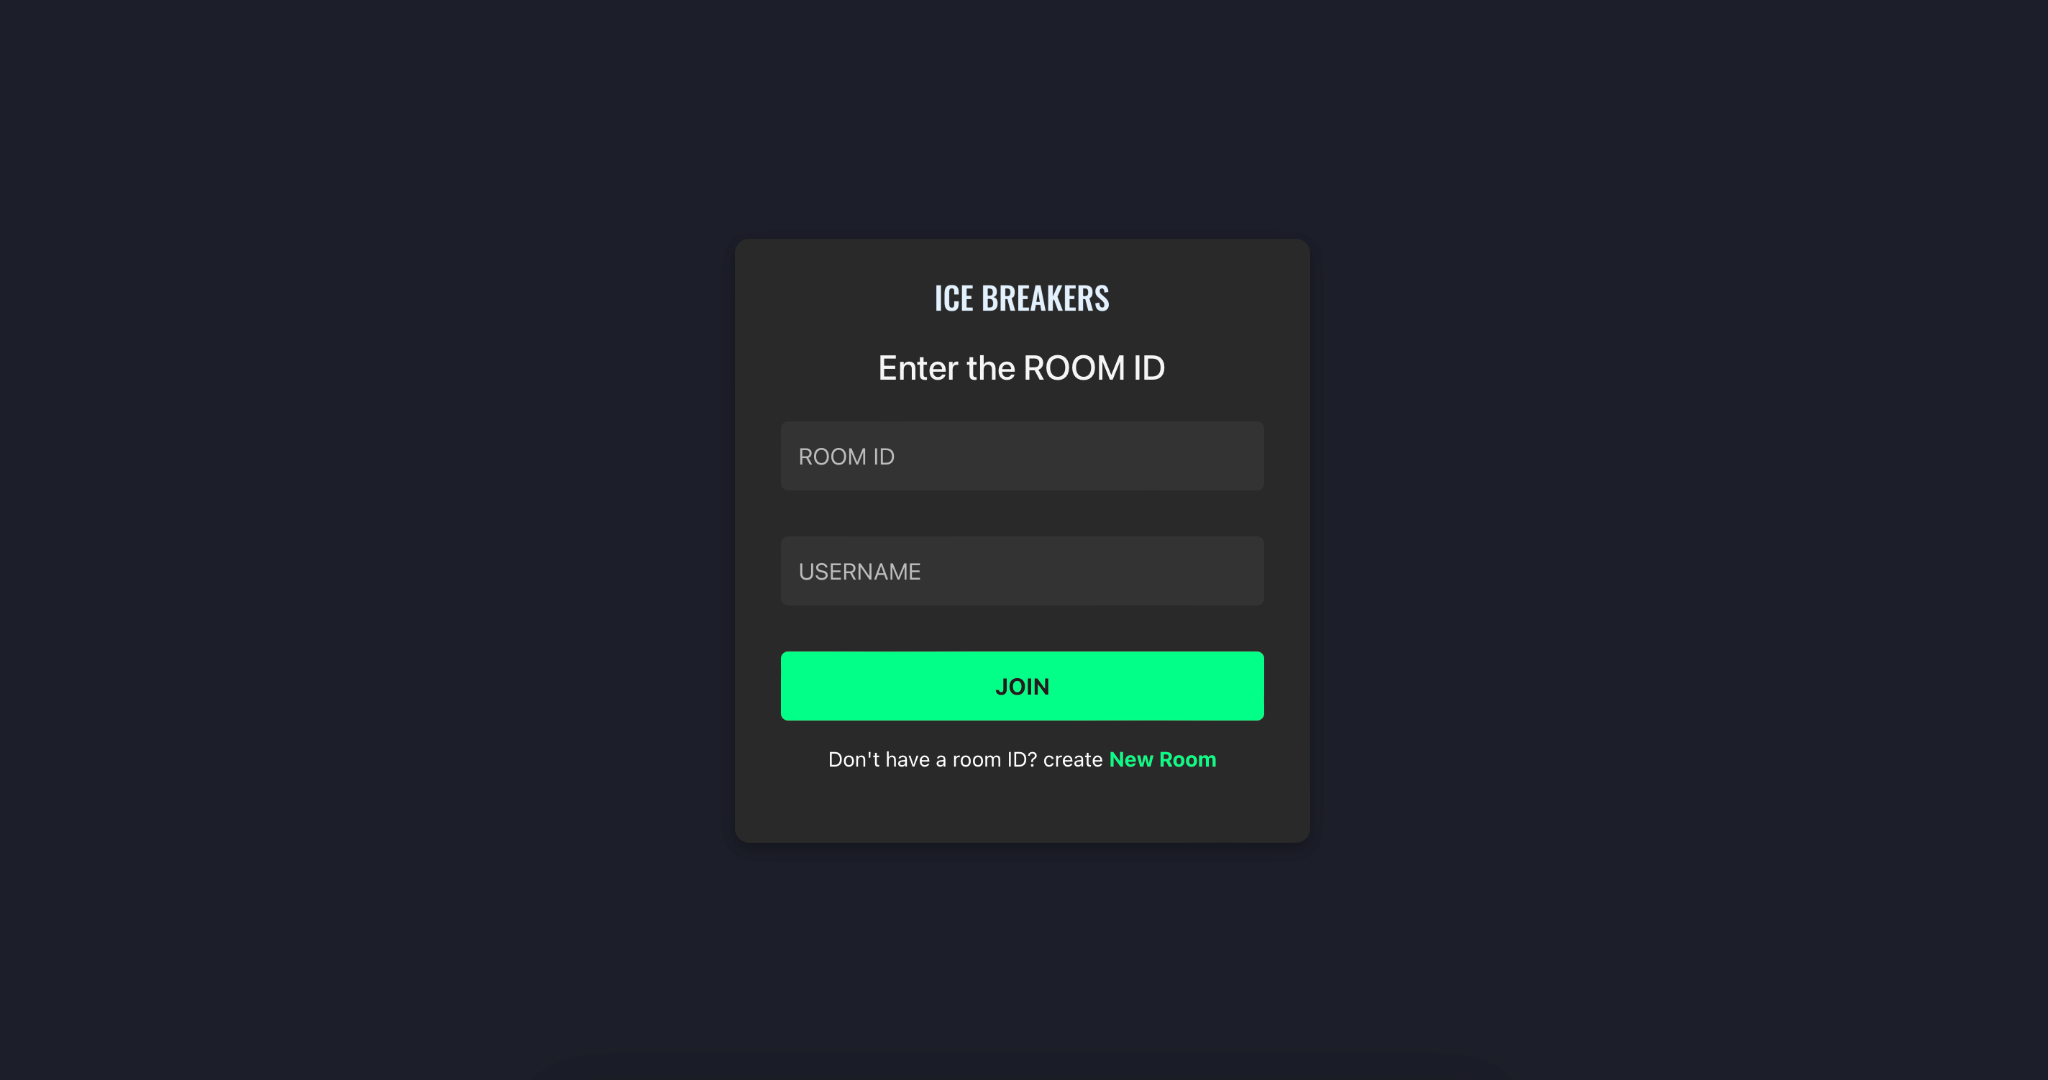 ICE BREAKERS
Enter the ROOM ID
ROOM ID
USERNAME
JOIN
Don't have a room ID? create New Room